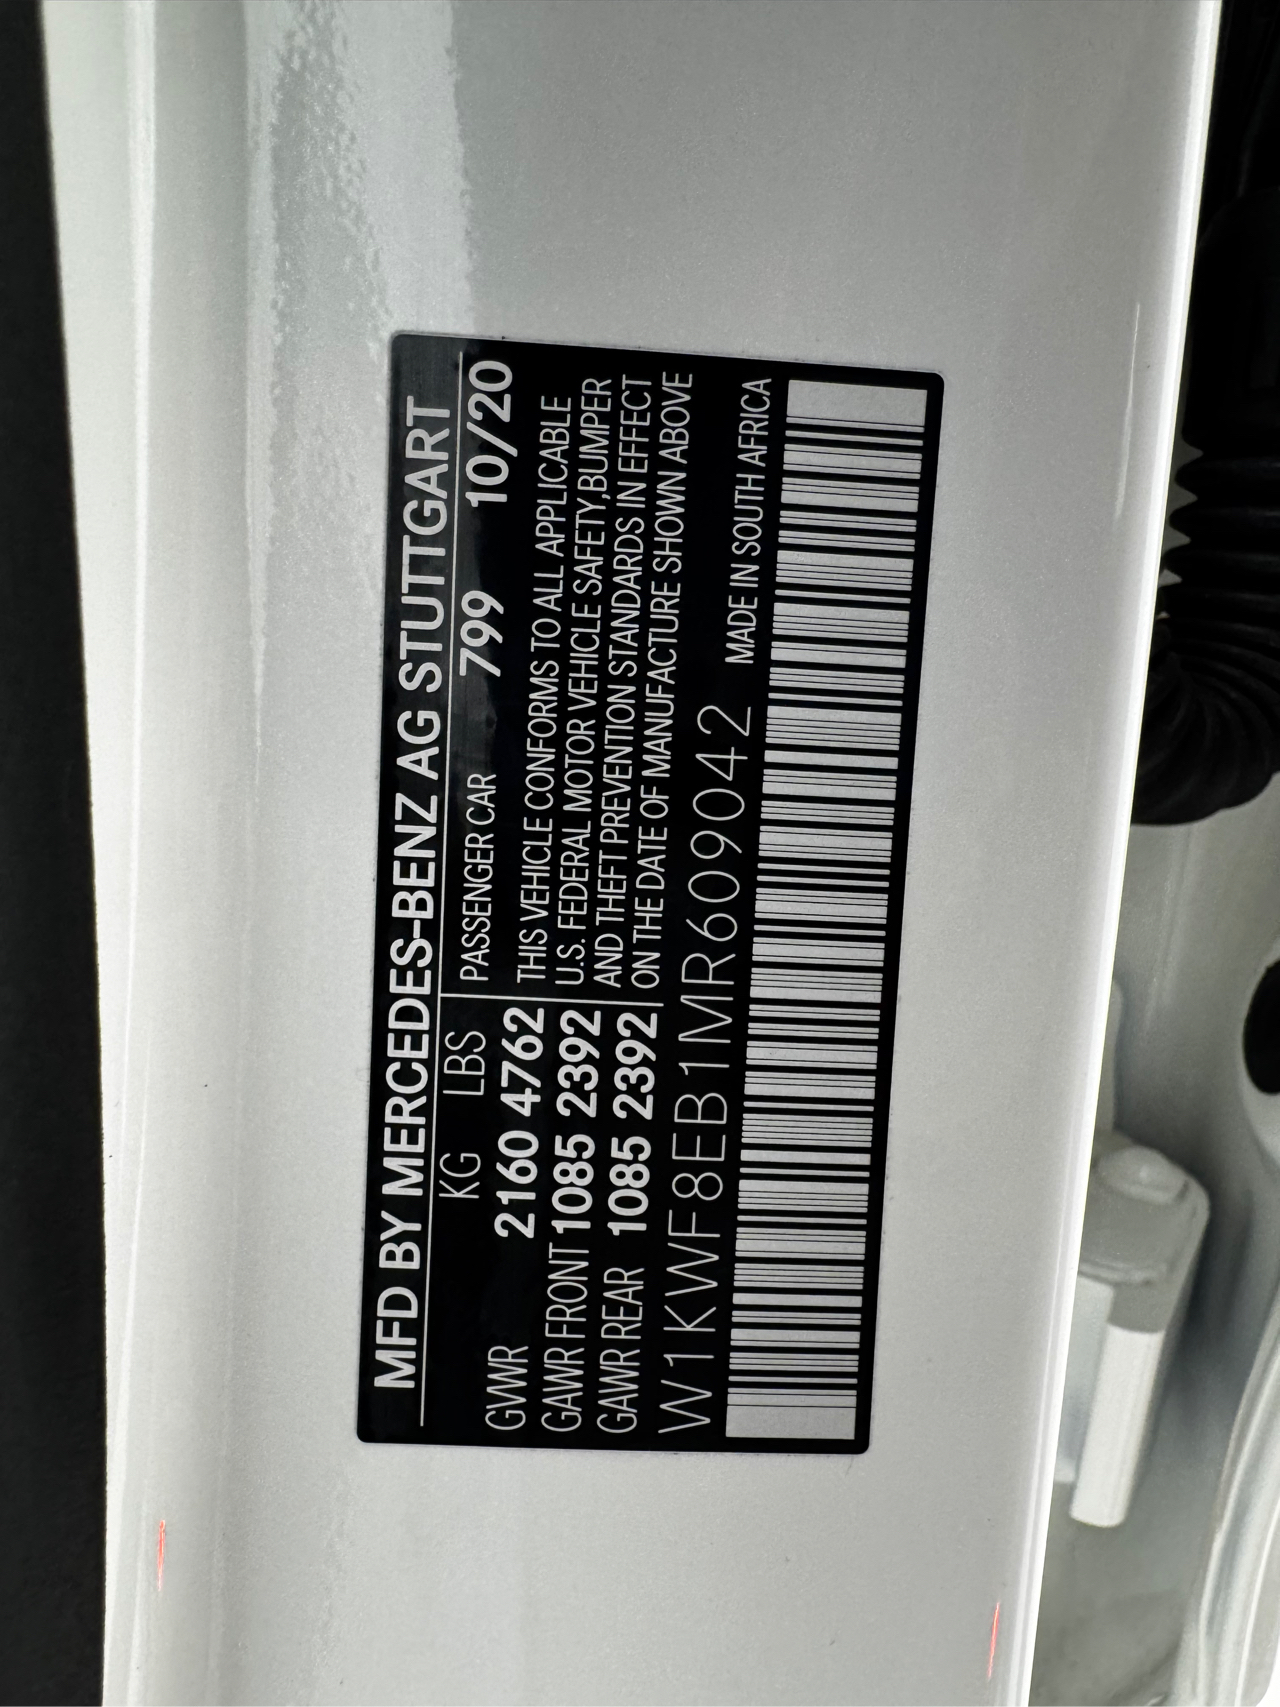 MFD BY MERCEDES-BENZ AG STUTTGART
KG LBS PASSENGER CAR 799 10/20
GVWR 2160 4762
GAWR FRONT 1085 2392
GAWR REAR 1085 2392
THIS VEHICLE CONFORMS TO ALL APPLICABLE
U.S. FEDERAL MOTOR VEHICLE SAFETY,BUMPER
AND THEFT PREVENTION STANDARDS IN EFFECT
ON THE DATE OF MANUFACTURE SHOWN ABOVE
W1KWF8EB1MR609042
MADE IN SOUTH AFRICA